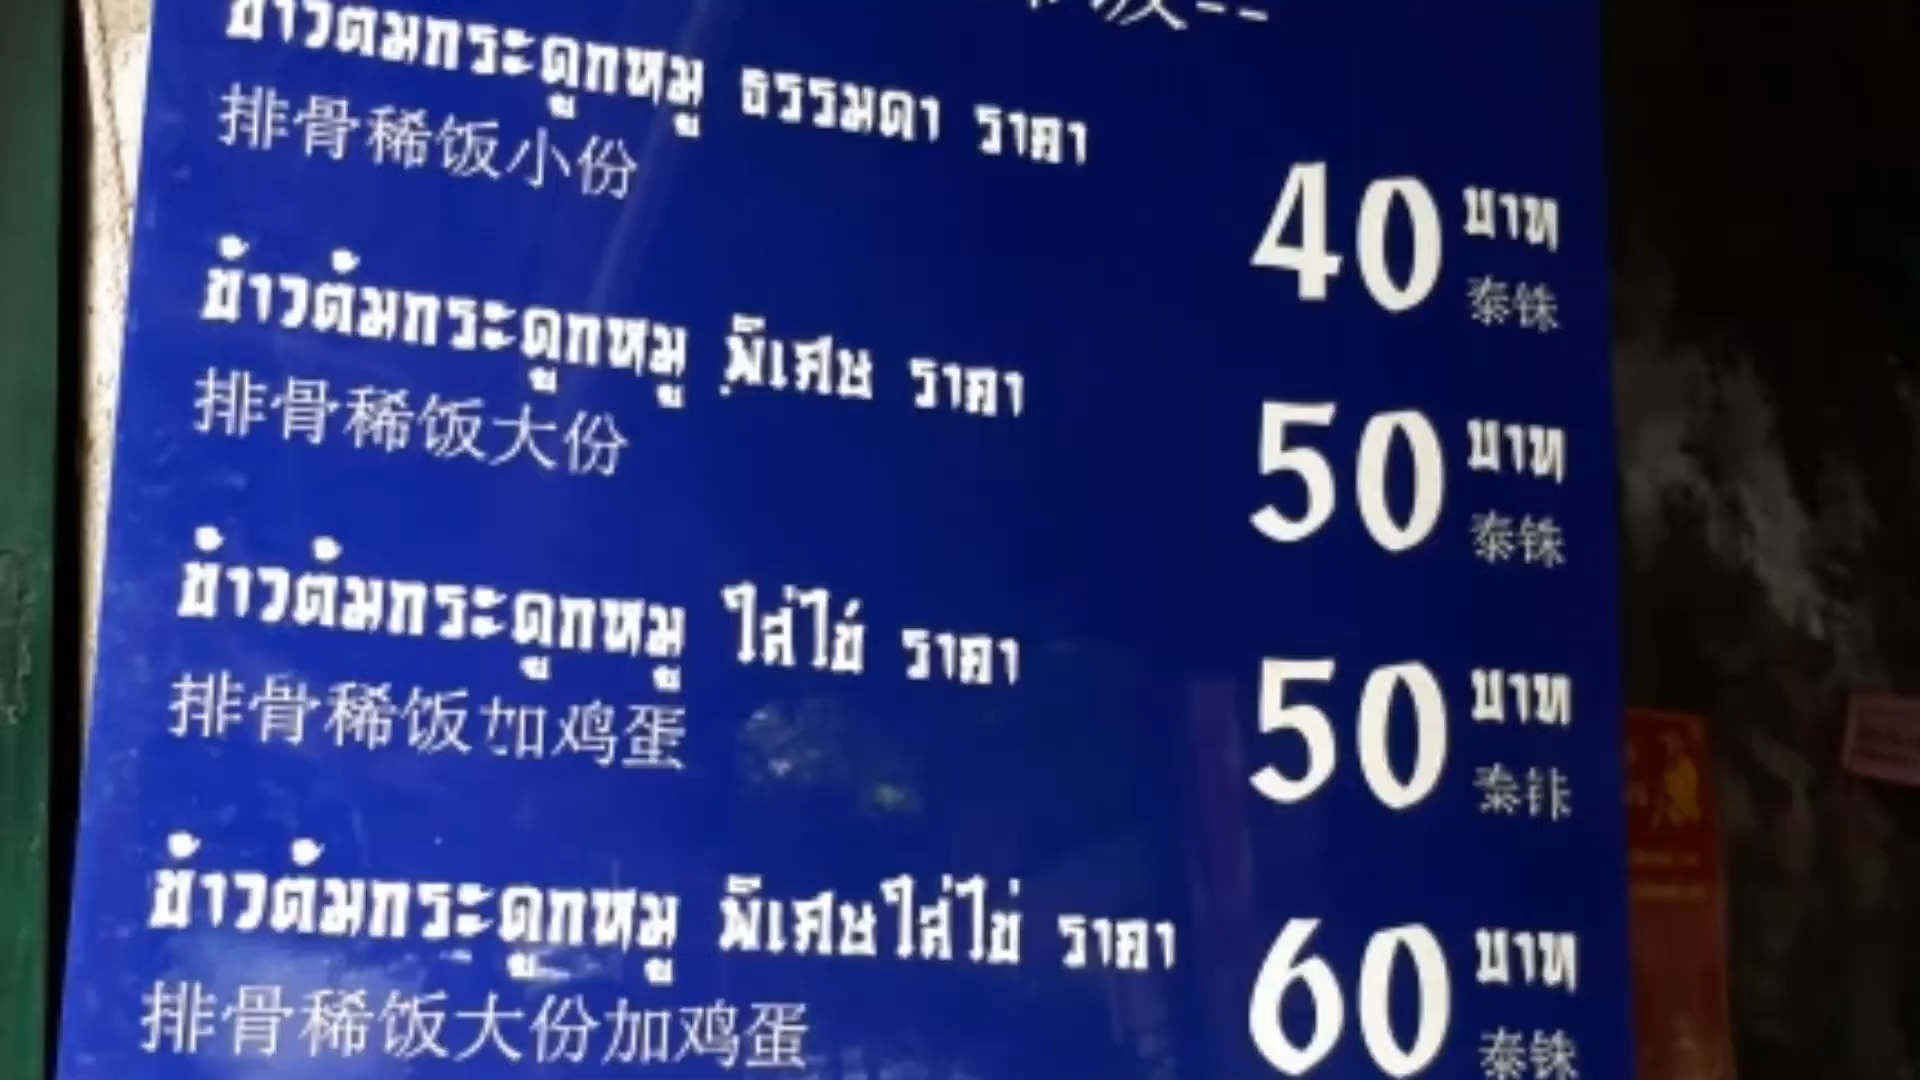 ข้าวต้มกระดูกหมู ธรรมดา ราคา
排骨稀饭小份
40 บาท
泰铢
ข้าวต้มกระดูกหมู พิเศษ ราคา
排骨稀饭大份
50 บาท
泰铢
ข้าวต้มกระดูกหมู ใส่ไข่ ราคา
排骨稀饭加鸡蛋
50 บาท
泰铢
ข้าวต้มกระดูกหมู พิเศษใส่ไข่ ราคา
排骨稀饭大份加鸡蛋
60 บาท
泰铢